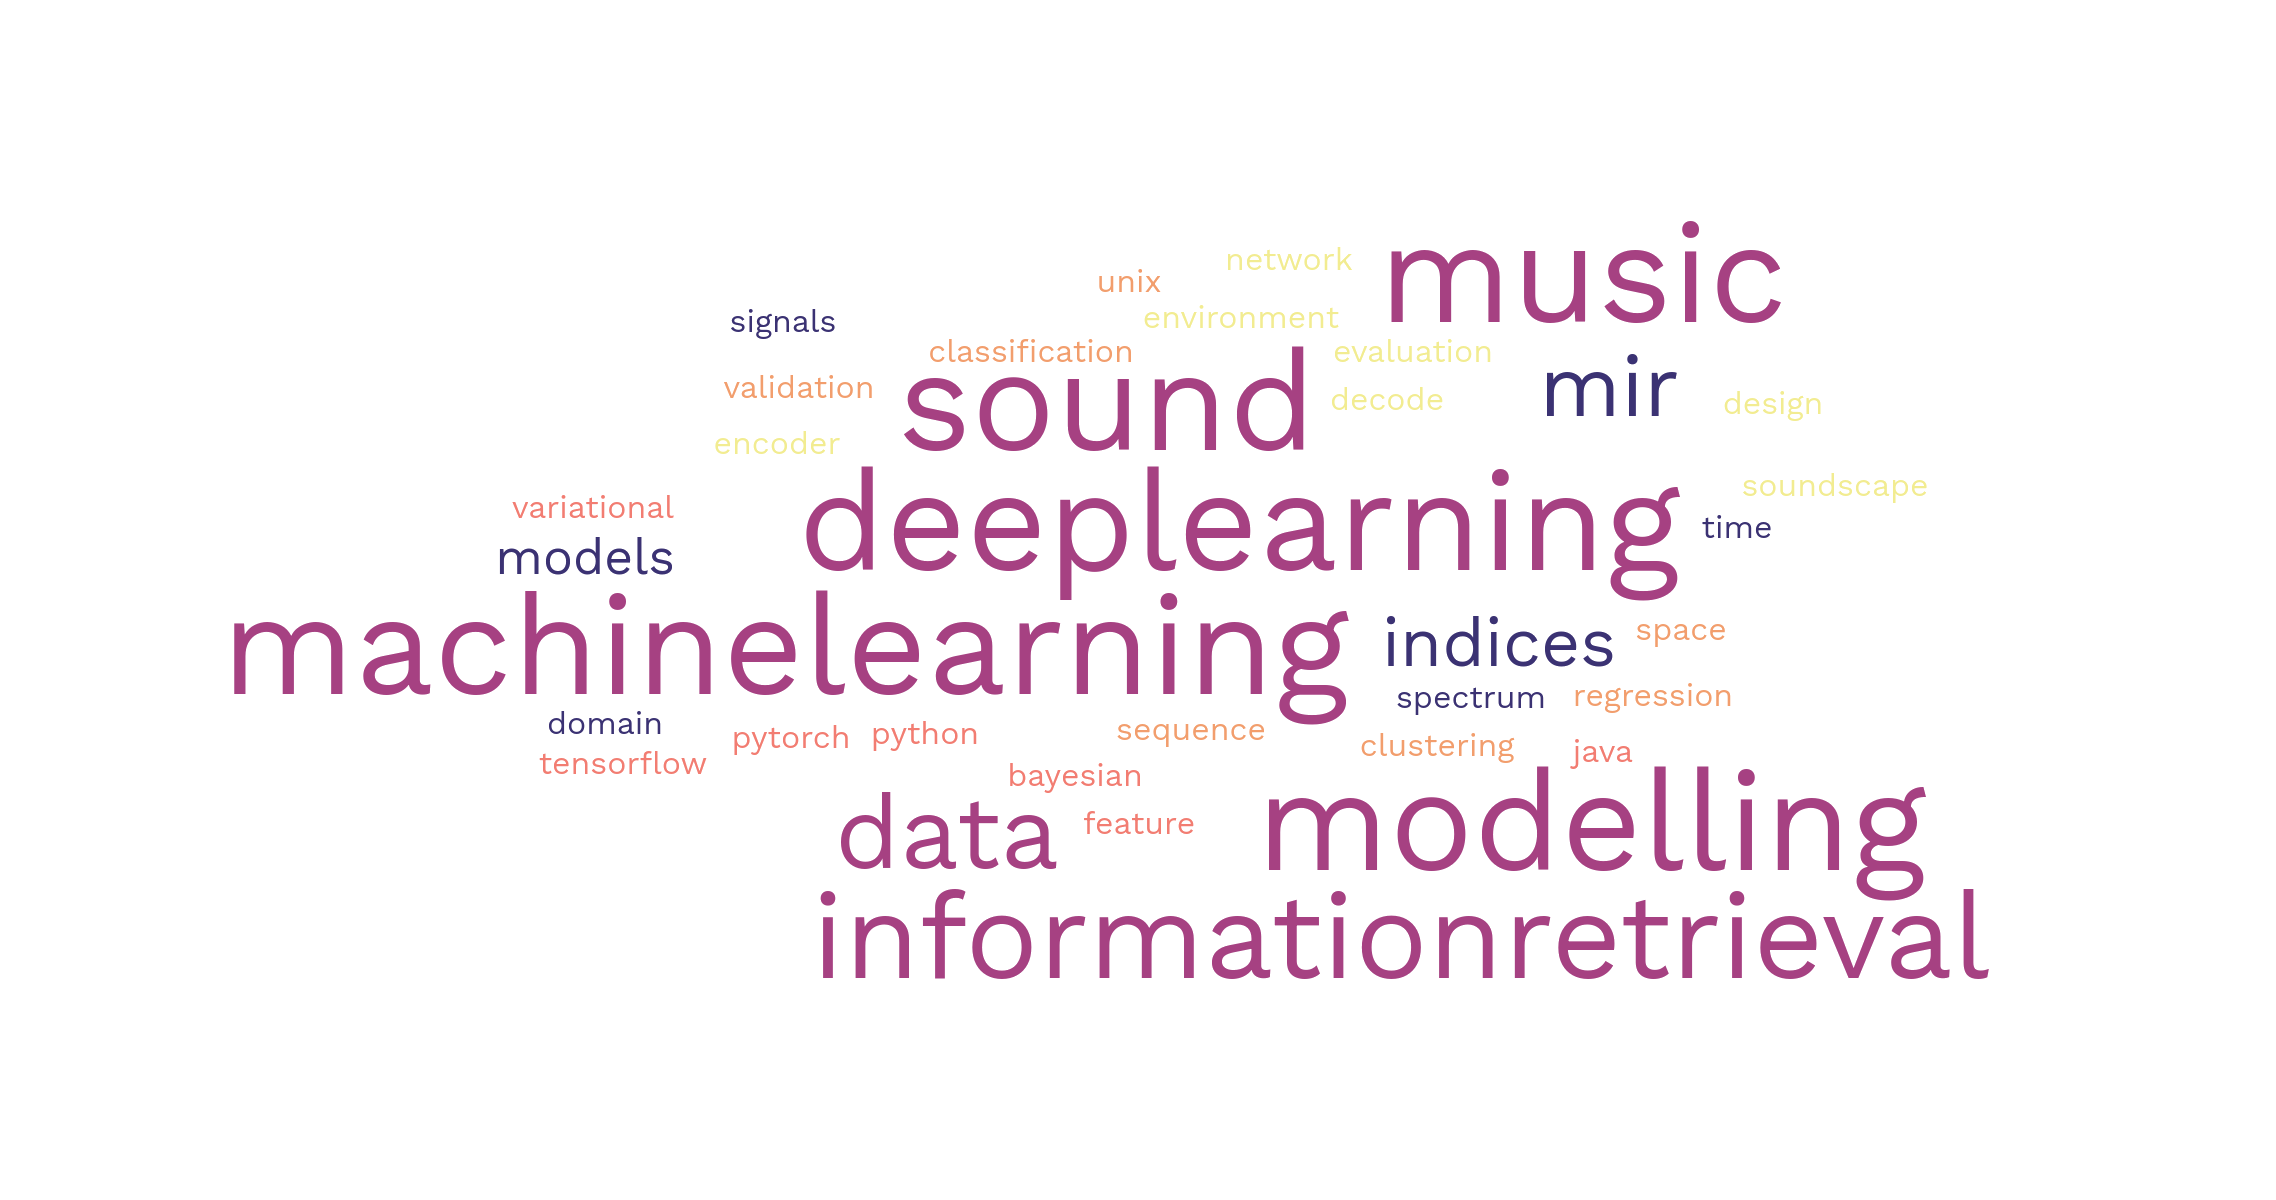 music
network
unix
environment
signals
classification
evaluation
sound
mir
validation
decode
design
encoder
deeplearning
soundscape
variational
time
models
machinelearning
indices
space
spectrum
regression
domain
sequence
python
pytorch
clustering
java
tensorflow
bayesian
data
feature
modelling
informationretrieval